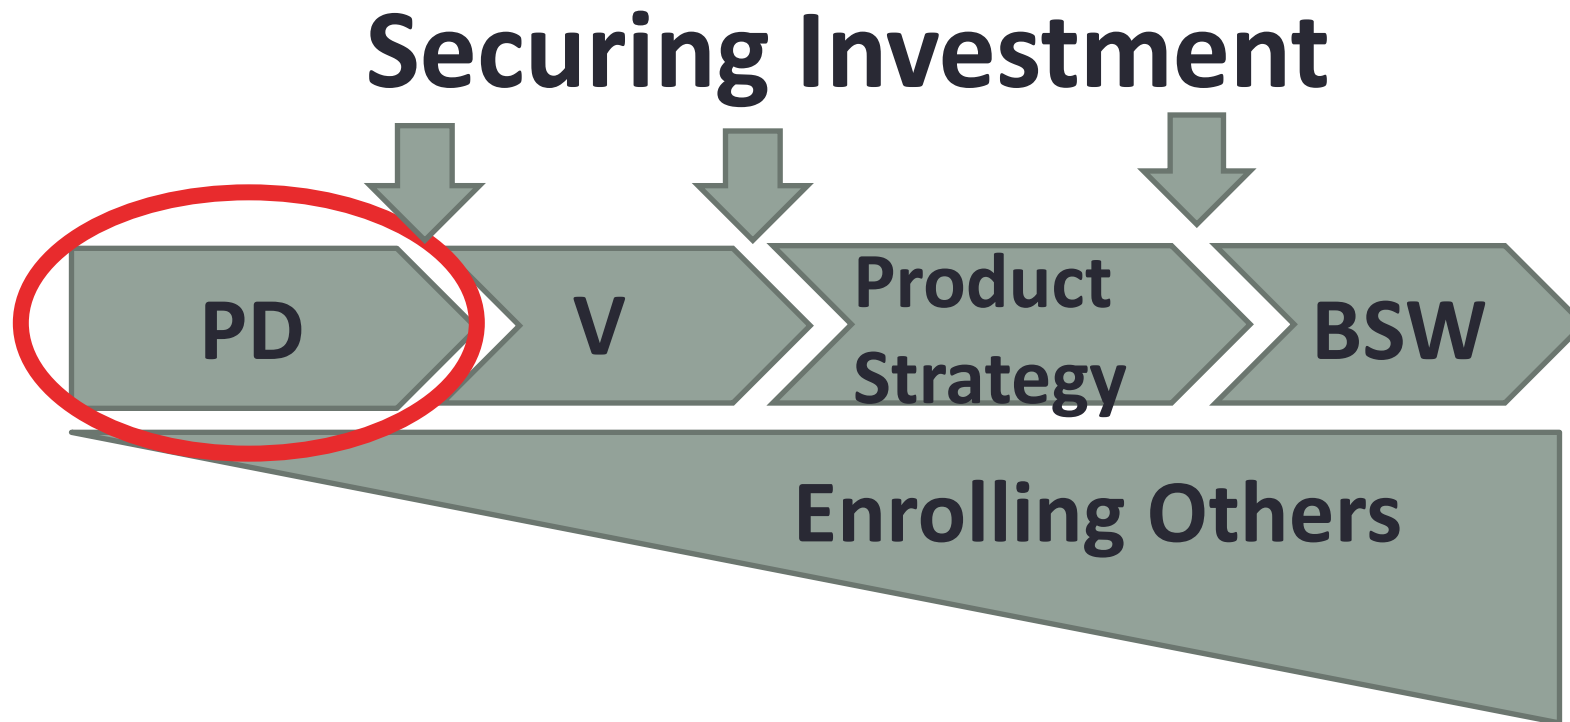 Securing Investment
PD
V
Product
Strategy
BSW
Enrolling Others